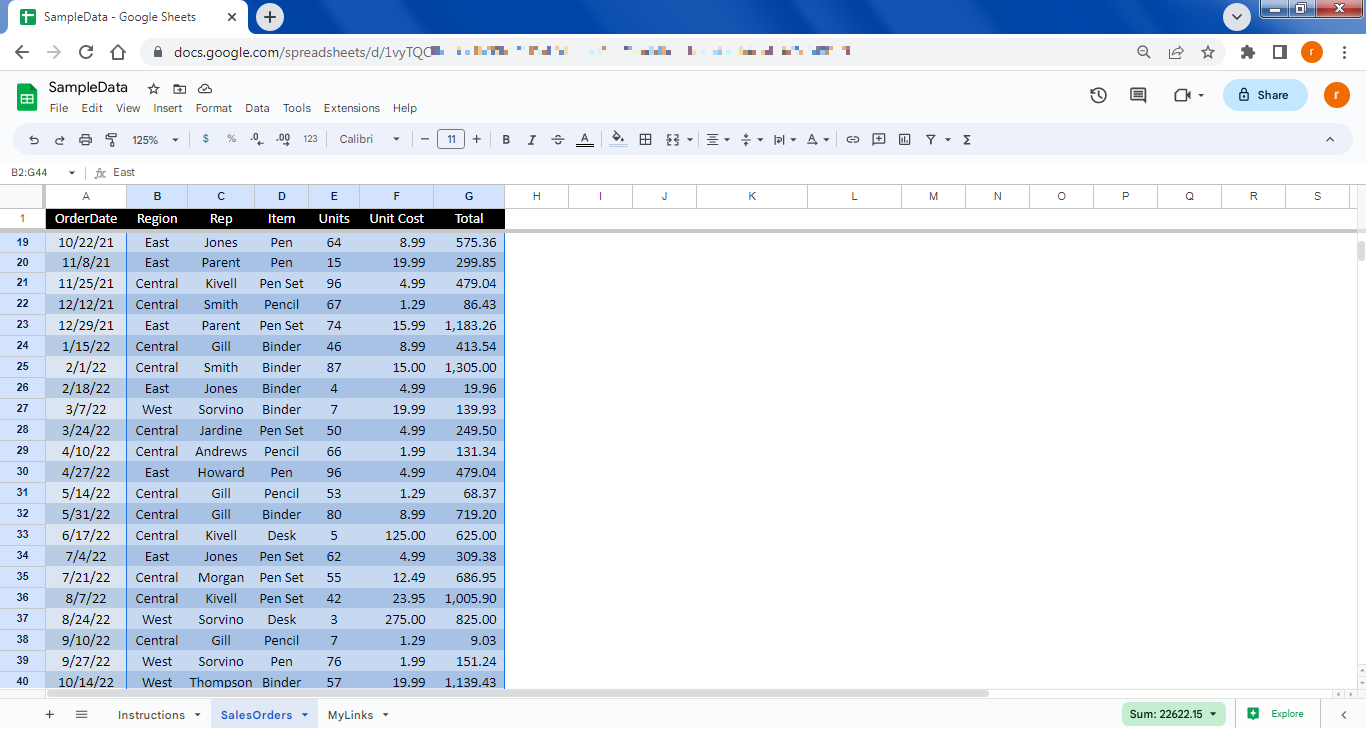 SampleData - Google Sheets
docs.google.com/spreadsheets/d/1vyTQC
r
SampleData
File Edit View Insert Format Data Tools Extensions Help
Share
r
125% $ % .0 .00 123 Calibri 11 B I A
B2:G44 fx East
A B C D E F G H I J K L M N O P Q R S
1 OrderDate Region Rep Item Units Unit Cost Total
19 10/22/21 East Jones Pen 64 8.99 575.36
20 11/8/21 East Parent Pen 15 19.99 299.85
21 11/25/21 Central Kivell Pen Set 96 4.99 479.04
22 12/12/21 Central Smith Pencil 67 1.29 86.43
23 12/29/21 East Parent Pen Set 74 15.99 1,183.26
24 1/15/22 Central Gill Binder 46 8.99 413.54
25 2/1/22 Central Smith Binder 87 15.00 1,305.00
26 2/18/22 East Jones Binder 4 4.99 19.96
27 3/7/22 West Sorvino Binder 7 19.99 139.93
28 3/24/22 Central Jardine Pen Set 50 4.99 249.50
29 4/10/22 Central Andrews Pencil 66 1.99 131.34
30 4/27/22 East Howard Pen 96 4.99 479.04
31 5/14/22 Central Gill Pencil 53 1.29 68.37
32 5/31/22 Central Gill Binder 80 8.99 719.20
33 6/17/22 Central Kivell Desk 5 125.00 625.00
34 7/4/22 East Jones Pen Set 62 4.99 309.38
35 7/21/22 Central Morgan Pen Set 55 12.49 686.95
36 8/7/22 Central Kivell Pen Set 42 23.95 1,005.90
37 8/24/22 West Sorvino Desk 3 275.00 825.00
38 9/10/22 Central Gill Pencil 7 1.29 9.03
39 9/27/22 West Sorvino Pen 76 1.99 151.24
40 10/14/22 West Thompson Binder 57 19.99 1,139.43
Instructions SalesOrders MyLinks Sum: 22622.15 Explore